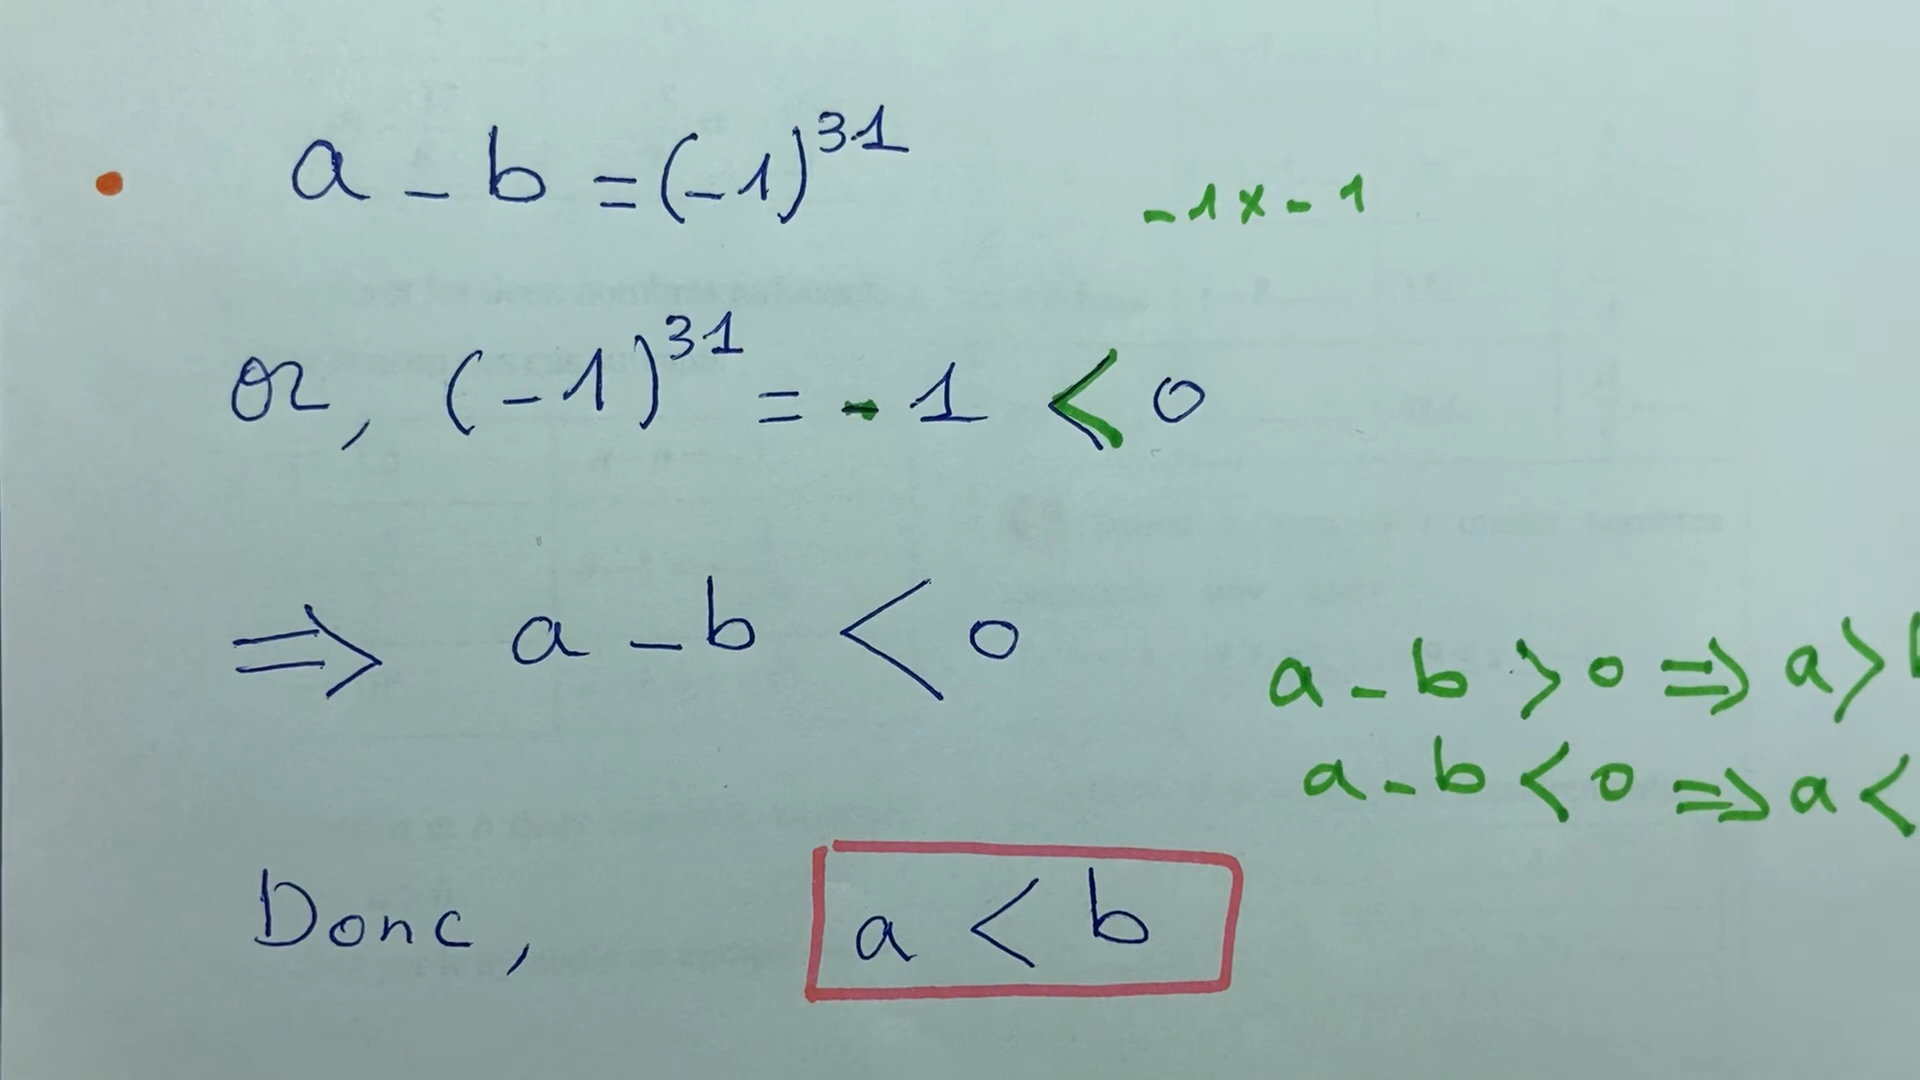 a - b = (-1)³¹
-1 x - 1
or, (-1)³¹ = - 1 < 0
⇒ a - b < 0
a - b > 0 ⇒ a >
a - b < 0 ⇒ a <
Donc, a < b